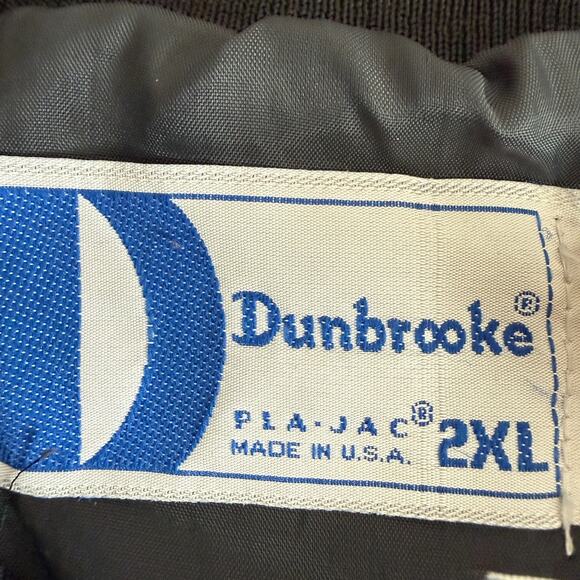 Dunbrooke®
PLA-JAC® 2XL
MADE IN U.S.A.